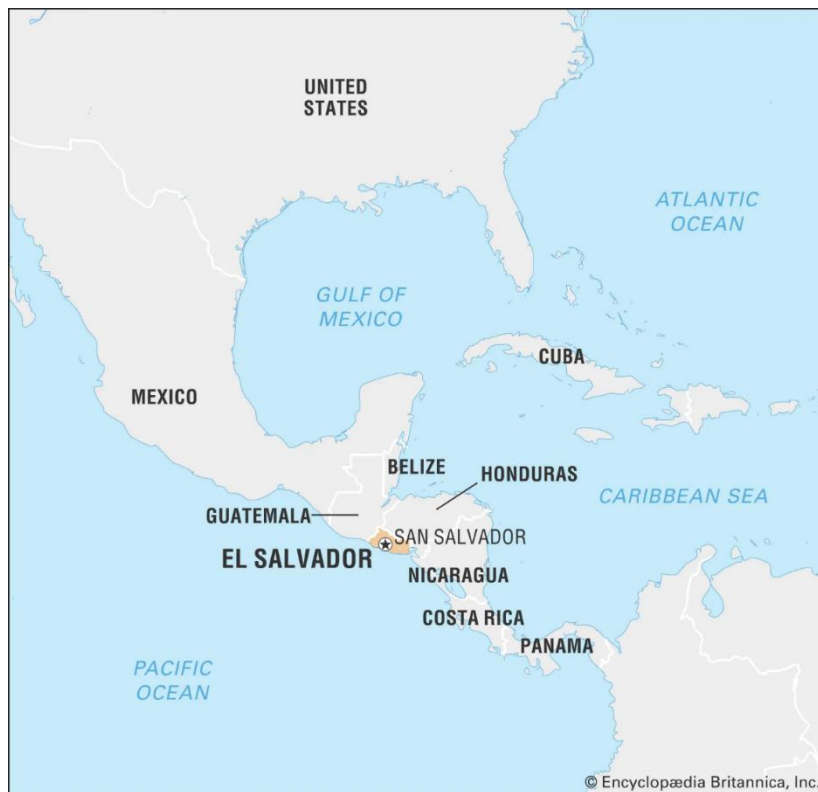 UNITED
STATES
ATLANTIC
OCEAN
GULF OF
MEXICO
CUBA
MEXICO
BELIZE
HONDURAS
CARIBBEAN SEA
GUATEMALA
SAN SALVADOR
EL SALVADOR
NICARAGUA
COSTA RICA
PANAMA
PACIFIC
OCEAN
© Encyclopædia Britannica, Inc.